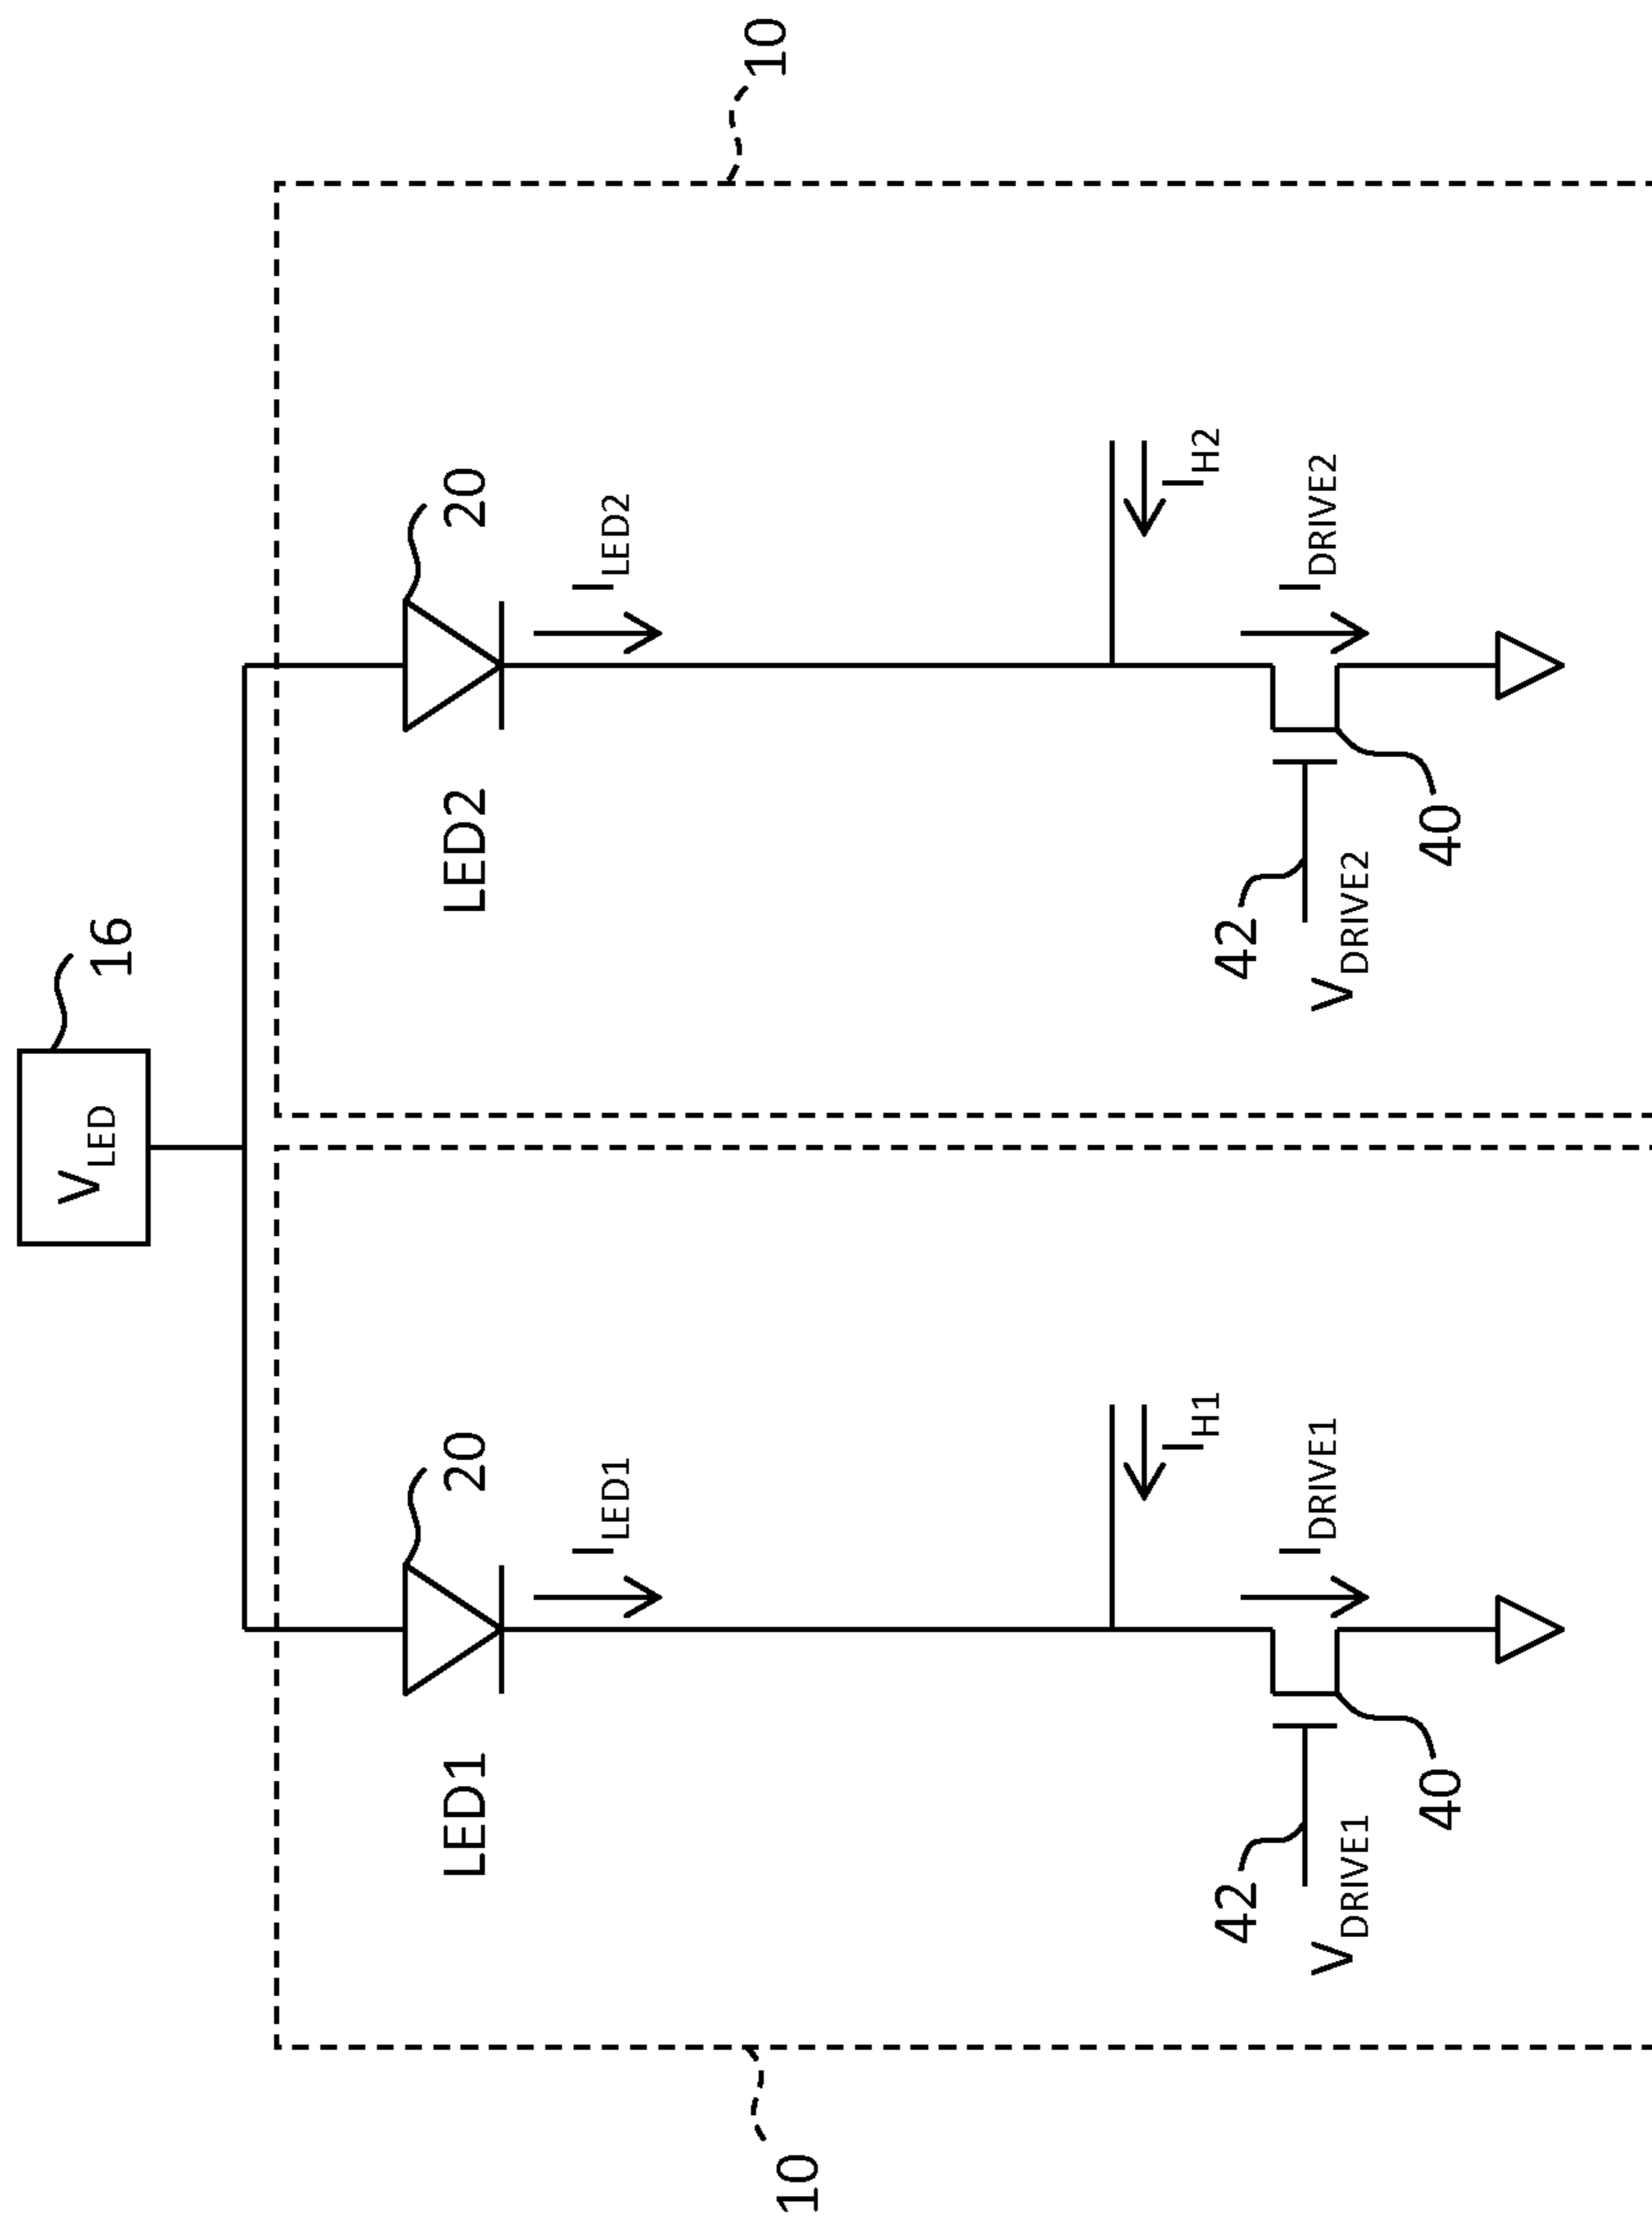 V_LED
16
10
10
LED1
20
LED2
20
I_LED1
I_LED2
I_H1
I_H2
42
V_DRIVE1
I_DRIVE1
40
42
V_DRIVE2
I_DRIVE2
40